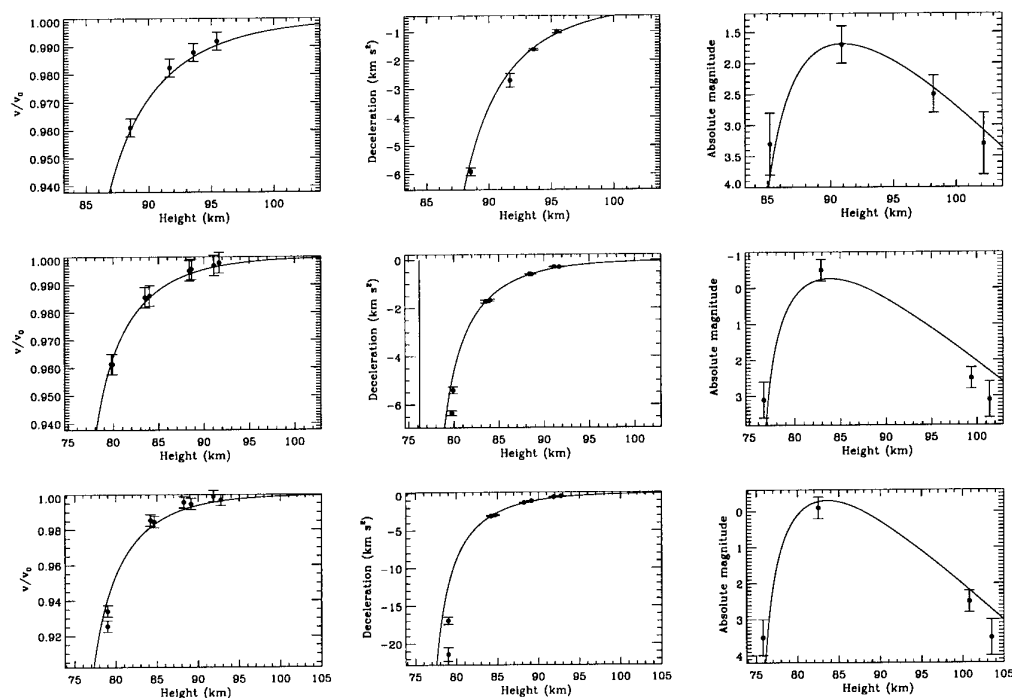 1.000
0.990
0.980
0.970
0.960
0.950
0.940
v/v₀
85 90 95 100
Height (km)
-1
-2
-3
-4
-5
-6
Deceleration (km s²)
85 90 95 100
Height (km)
1.5
2.0
2.5
3.0
3.5
4.0
Absolute magnitude
85 90 95 100
Height (km)
1.000
0.990
0.980
0.970
0.960
0.950
0.940
v/v₀
75 80 85 90 95 100
Height (km)
0
-2
-4
-6
Deceleration (km s²)
75 80 85 90 95 100
Height (km)
-1
0
1
2
3
Absolute magnitude
75 80 85 90 95 100
Height (km)
1.00
0.98
0.96
0.94
0.92
v/v₀
75 80 85 90 95 100 105
Height (km)
0
-5
-10
-15
-20
Deceleration (km s²)
75 80 85 90 95 100 105
Height (km)
0
1
2
3
4
Absolute magnitude
75 80 85 90 95 100 105
Height (km)